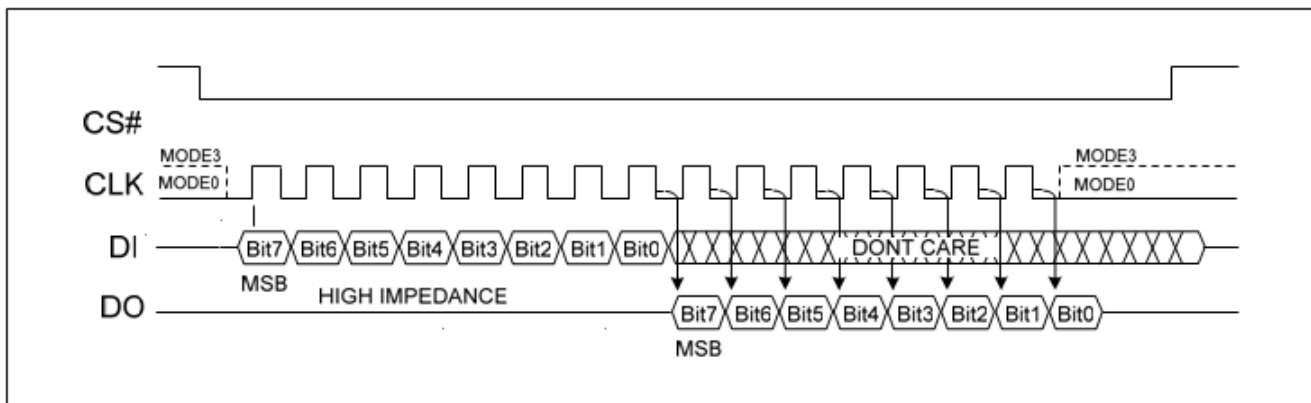 CS#
MODE3 MODE3
CLK MODE0 MODE0
DI Bit7 Bit6 Bit5 Bit4 Bit3 Bit2 Bit1 Bit0 DONT CARE
MSB HIGH IMPEDANCE
DO Bit7 Bit6 Bit5 Bit4 Bit3 Bit2 Bit1 Bit0
MSB